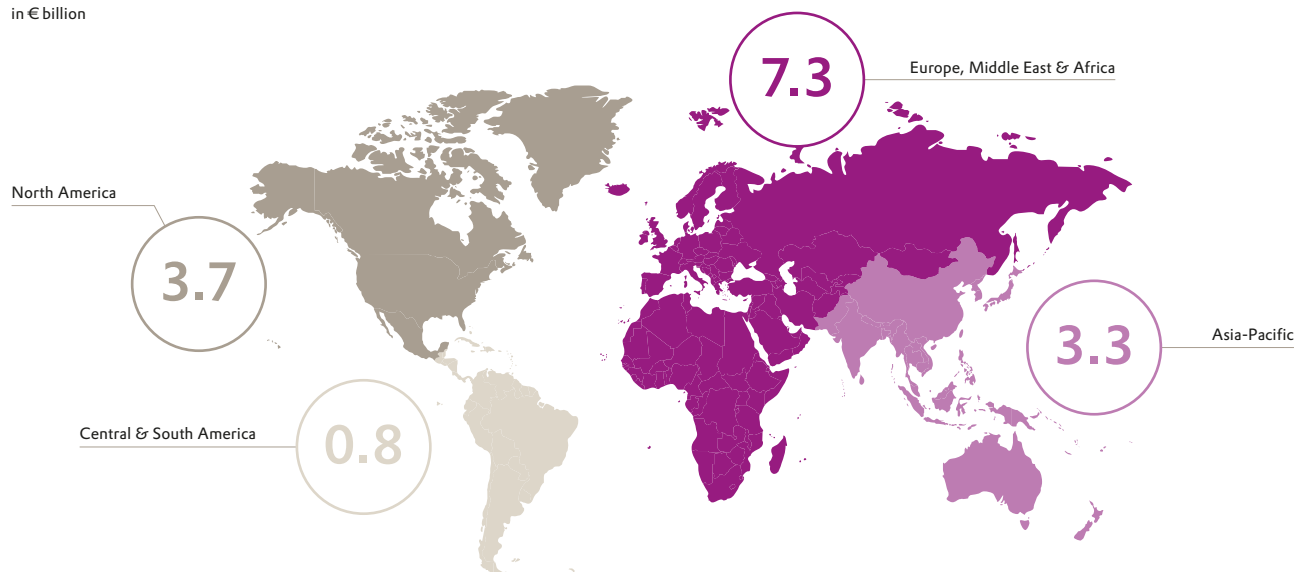 in € billion
7.3
Europe, Middle East & Africa
North America
3.7
3.3
Asia-Pacific
Central & South America
0.8